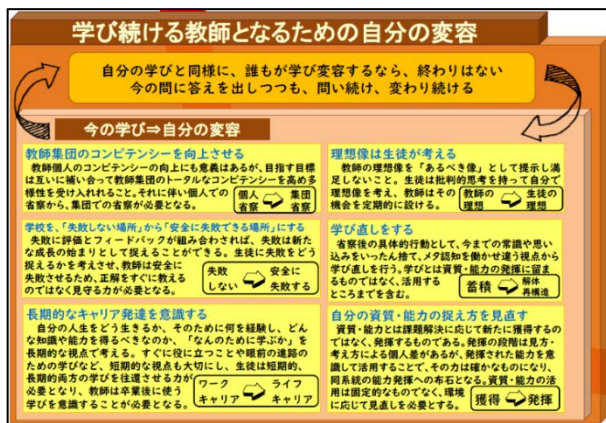 学び続ける教師となるための自分の変容
自分の学びと同様に、誰もが学び変容するなら、終わりはない
今の問に答えを出しつつも、問い続け、変わり続ける
今の学び⇒自分の変容
教師集団のコンピテンシーを向上させる
教師個人のコンピテンシーの向上にも意義はあるが、目指す目標
は互いに補い合って教師集団のトータルなコンピテンシーを高め多
様性を受け入れること。それに伴い個人での
省察から、集団での省察が必要となる。
個人 集団
省察 省察
学校を、「失敗しない場所」から「安全に失敗できる場所」にする
失敗に評価とフィードバックが組み合わされば、失敗は新た
な成長の始まりとして捉えることができる。生徒に失敗をどう
捉えるかを考えさせ、教師は安全に
失敗させるため、正解をすぐに教える
のではなく見守る力が必要となる。
失敗 安全に
しない 失敗する
長期的なキャリア発達を意識する
自分の人生をどう生きるか、そのために何を経験し、どん
な知識や能力を得るべきなのか、「なんのために学ぶか」を
長期的な視点で考える。すぐに役に立つことや眼前の進路の
ための学びなど、短期的な視点も大切にし、生徒は短期的、
長期的両方の学びを往還させる力が
必要となり、教師は卒業後に使う
学びを意識することが必要となる。
ワーク ライフ
キャリア キャリア
理想像は生徒が考える
教師の理想像を「あるべき像」として提示し満
足しないこと。生徒は批判的思考を持って自分で
理想像を考え、教師はその
機会を定期的に設ける。
教師の 生徒の
理想 理想
学び直しをする
省察後の具体的行動として、今までの常識や思い
込みをいったん捨て、メタ認知を働かせ違う視点から
学び直しを行う。学びとは資質・能力の発揮に留ま
るものではなく、活用する
ところまでを含む。
蓄積 解体
再構造
自分の資質・能力の捉え方を見直す
資質・能力とは課題解決に応じて新たに獲得するので
はなく、発揮するものである。発揮の段階は見方・
考え方による個人差があるが、発揮された能力を意
識して活用することで、その力は確かなものになり、同
系統の能力発揮への布石となる。資質・能力の活
用は固定的なものでなく、環境
に応じて見直しを必要とする。
獲得 発揮